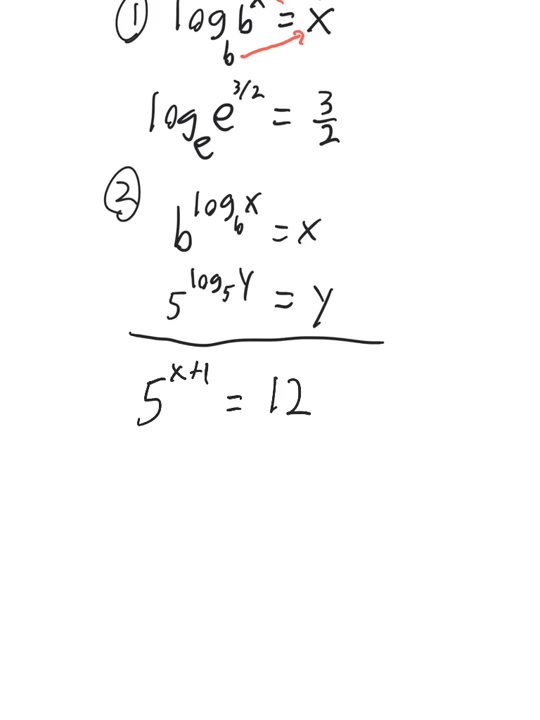 ① log_b b^x = x
log_e e^{3/2} = 3/2
②
b^{log_b x} = x
5^{log_5 y} = y
5^{x+1} = 12